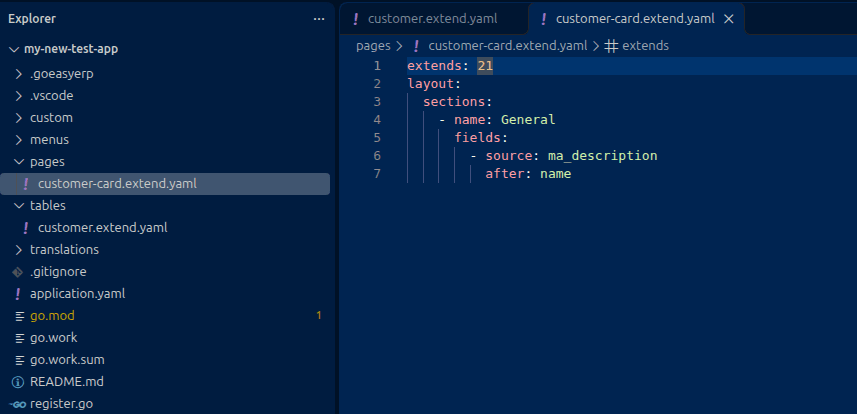 Explorer
···
my-new-test-app
.goeasyerp
.vscode
custom
menus
pages
! customer-card.extend.yaml
tables
! customer.extend.yaml
translations
.gitignore
! application.yaml
go.mod 1
go.work
go.work.sum
README.md
register.go
! customer.extend.yaml
! customer-card.extend.yaml
pages > ! customer-card.extend.yaml > extends
1 extends: 21
2 layout:
3 sections:
4 - name: General
5 fields:
6 - source: ma_description
7 after: name